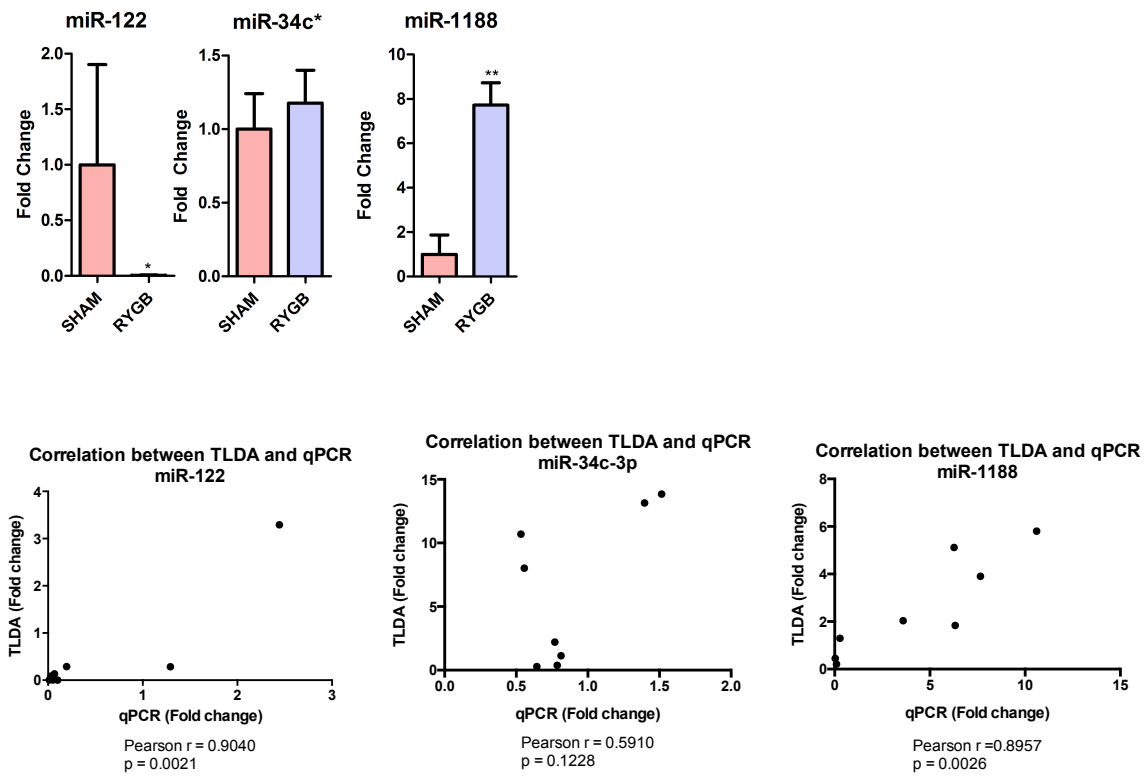 miR-122
Fold Change
2.0
1.5
1.0
0.5
0.0
*
SHAM
RYGB
miR-34c*
Fold Change
1.5
1.0
0.5
0.0
SHAM
RYGB
miR-1188
Fold Change
10
8
6
4
2
0
**
SHAM
RYGB
Correlation between TLDA and qPCR
miR-122
TLDA (Fold change)
4
3
2
1
0
0
1
2
3
qPCR (Fold change)
Pearson r = 0.9040
p = 0.0021
Correlation between TLDA and qPCR
miR-34c-3p
TLDA (Fold change)
15
10
5
0
0.0
0.5
1.0
1.5
2.0
qPCR (Fold change)
Pearson r = 0.5910
p = 0.1228
Correlation between TLDA and qPCR
miR-1188
TLDA (Fold change)
8
6
4
2
0
0
5
10
15
qPCR (Fold change)
Pearson r =0.8957
p = 0.0026